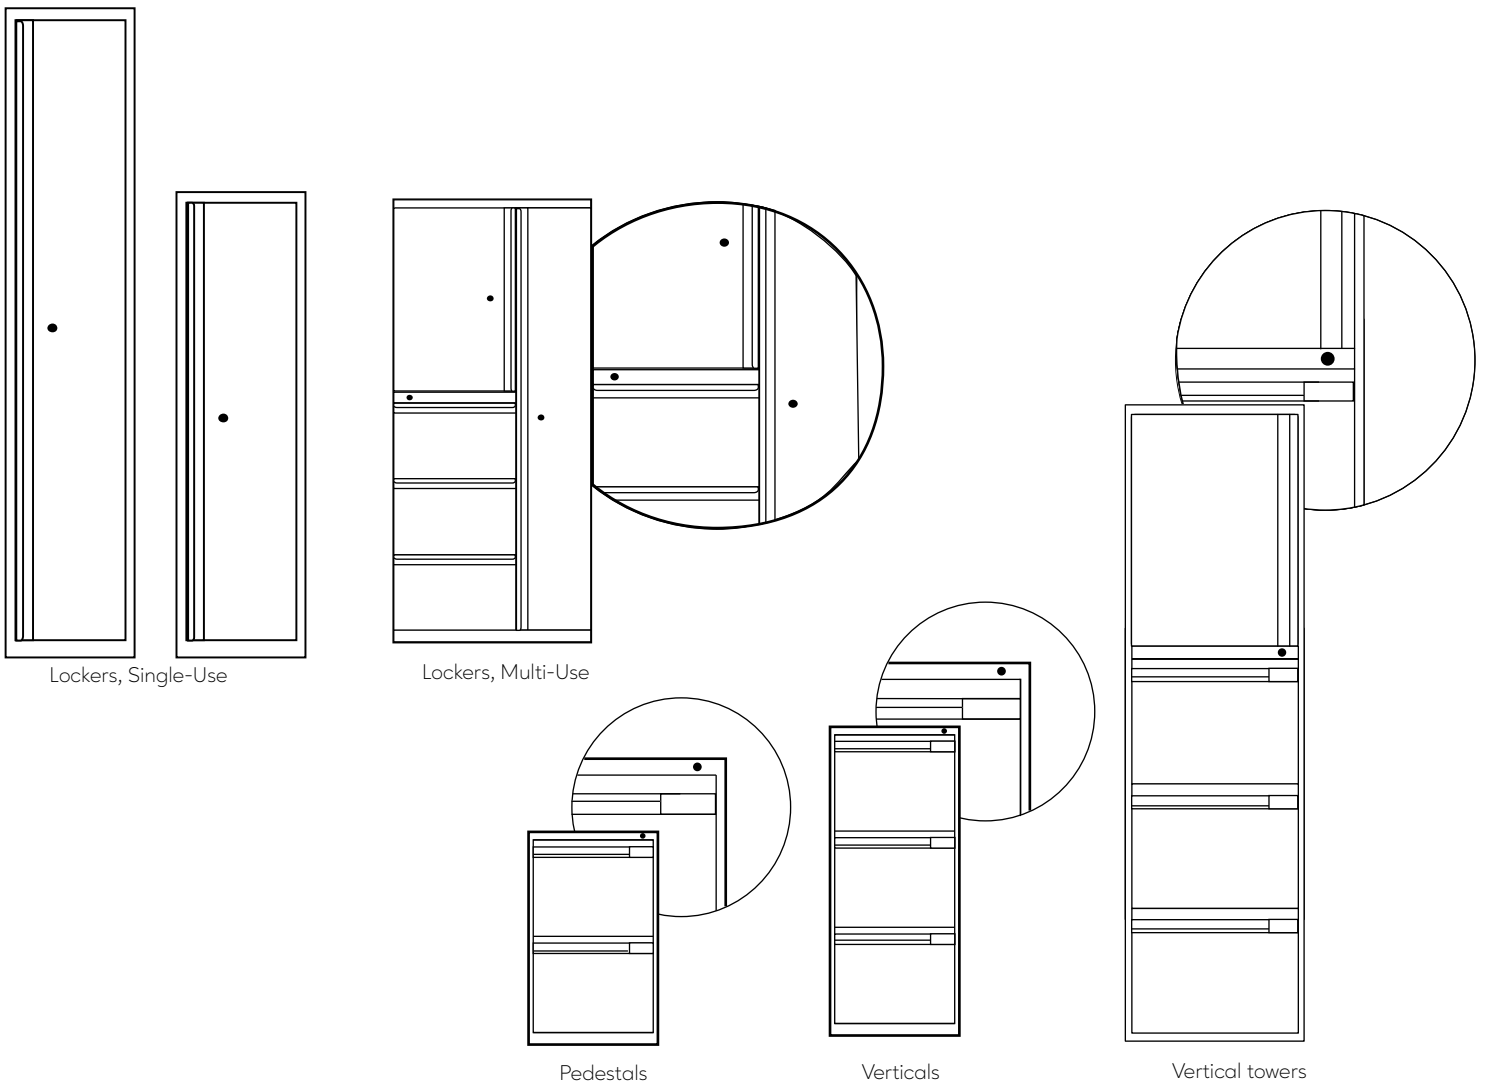 Lockers, Single-Use
Lockers, Multi-Use
Pedestals
Verticals
Vertical towers